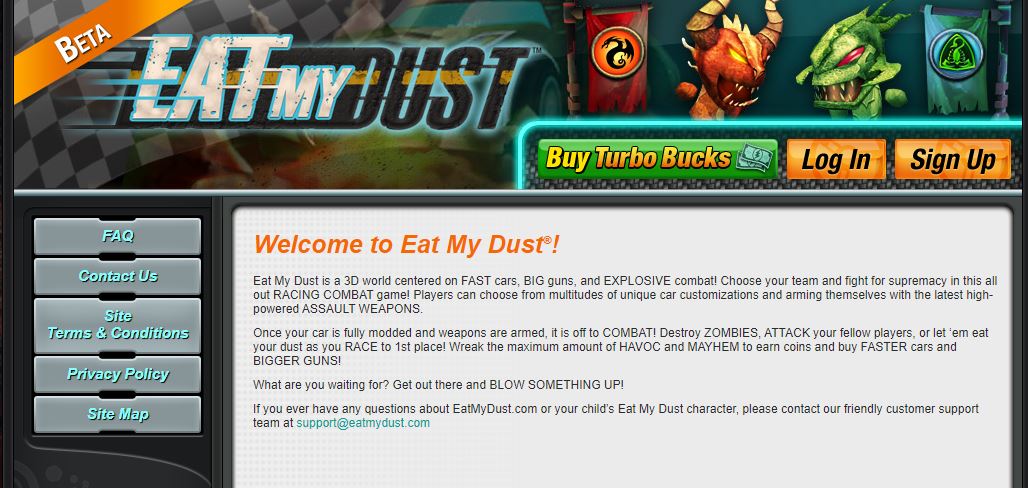 BETA
EAT MY DUST™
Buy Turbo Bucks
Log In
Sign Up
FAQ
Contact Us
Site
Terms & Conditions
Privacy Policy
Site Map
Welcome to Eat My Dust®!
Eat My Dust is a 3D world centered on FAST cars, BIG guns, and EXPLOSIVE combat! Choose your team and fight for supremacy in this all
out RACING COMBAT game! Players can choose from multitudes of unique car customizations and arming themselves with the latest high-
powered ASSAULT WEAPONS.
Once your car is fully modded and weapons are armed, it is off to COMBAT! Destroy ZOMBIES, ATTACK your fellow players, or let ‘em eat
your dust as you RACE to 1st place! Wreak the maximum amount of HAVOC and MAYHEM to earn coins and buy FASTER cars and
BIGGER GUNS!
What are you waiting for? Get out there and BLOW SOMETHING UP!
If you ever have any questions about EatMyDust.com or your child’s Eat My Dust character, please contact our friendly customer support
team at support@eatmydust.com